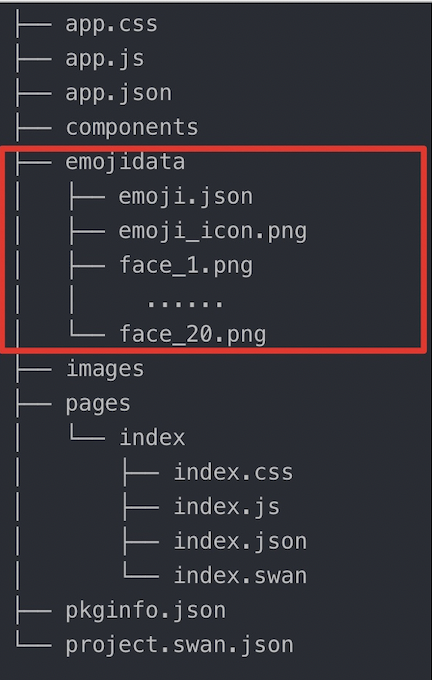 ├── app.css
├── app.js
├── app.json
├── components
├── emojidata
│   ├── emoji.json
│   ├── emoji_icon.png
│   ├── face_1.png
│   │     ......
│   └── face_20.png
├── images
├── pages
│   └── index
│       ├── index.css
│       ├── index.js
│       ├── index.json
│       └── index.swan
├── pkginfo.json
└── project.swan.json